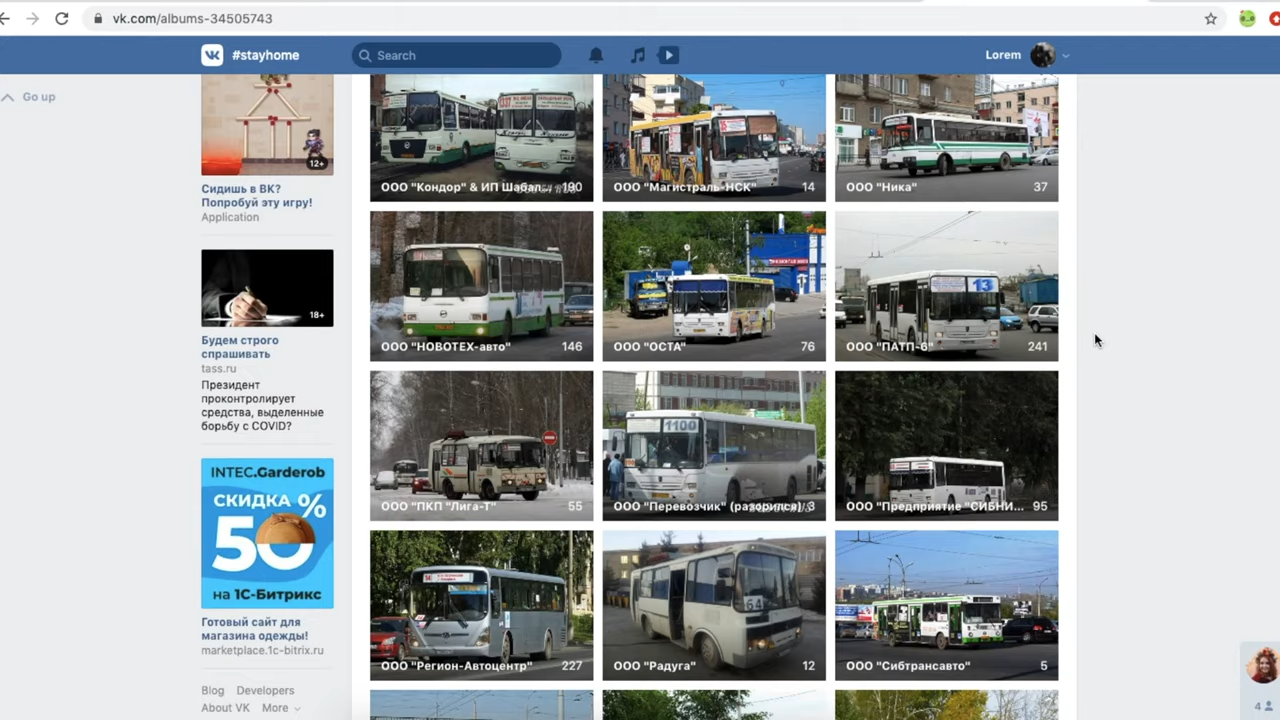 vk.com/albums-34505743
#stayhome
Search
Lorem
Go up
12+
Сидишь в ВК?
Попробуй эту игру!
Application
18+
Будем строго
спрашивать
tass.ru
Президент
проконтролирует
средства, выделенные
борьбу с COVID?
INTEC.Garderob
СКИДКА %
50
на 1С-Битрикс
Готовый сайт для
магазина одежды!
marketplace.1c-bitrix.ru
Blog Developers
About VK More
ООО "Кондор" & ИП Шабал... 190
ООО "Магистраль-НСК" 14
ООО "Ника" 37
ООО "НОВОТЕХ-авто" 146
ООО "ОСТА" 76
13
ООО "ПАТП-6" 241
ООО "ПКП "Лига-Т" 55
1100
ООО "Перевозчик" (разорился) 3
ООО "Предприятие "СИБНИ... 95
ООО "Регион-Автоцентр" 227
64
ООО "Радуга" 12
ООО "Сибтрансавто" 5
4